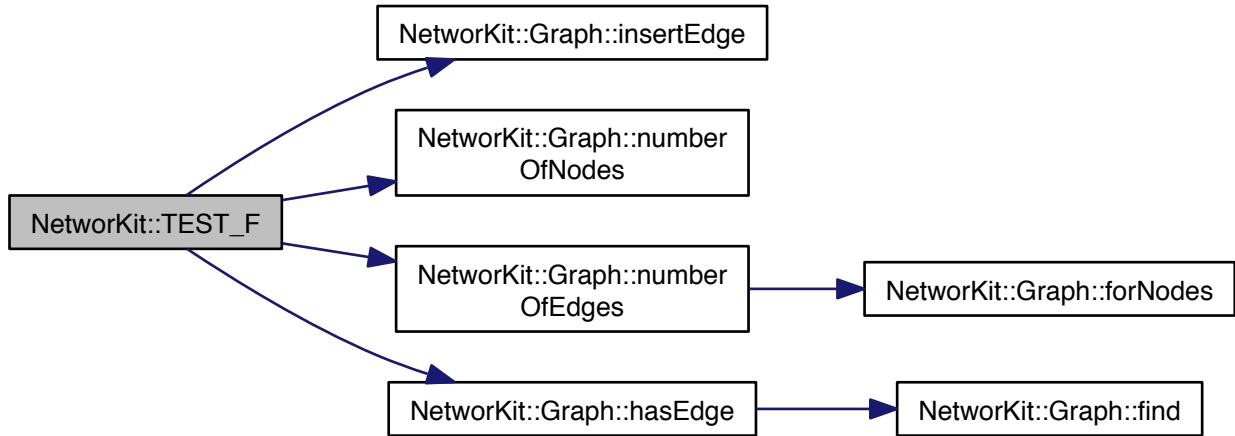 NetworKit::Graph::insertEdge
NetworKit::Graph::number
OfNodes
NetworKit::TEST_F
NetworKit::Graph::number
OfEdges
NetworKit::Graph::forNodes
NetworKit::Graph::hasEdge
NetworKit::Graph::find